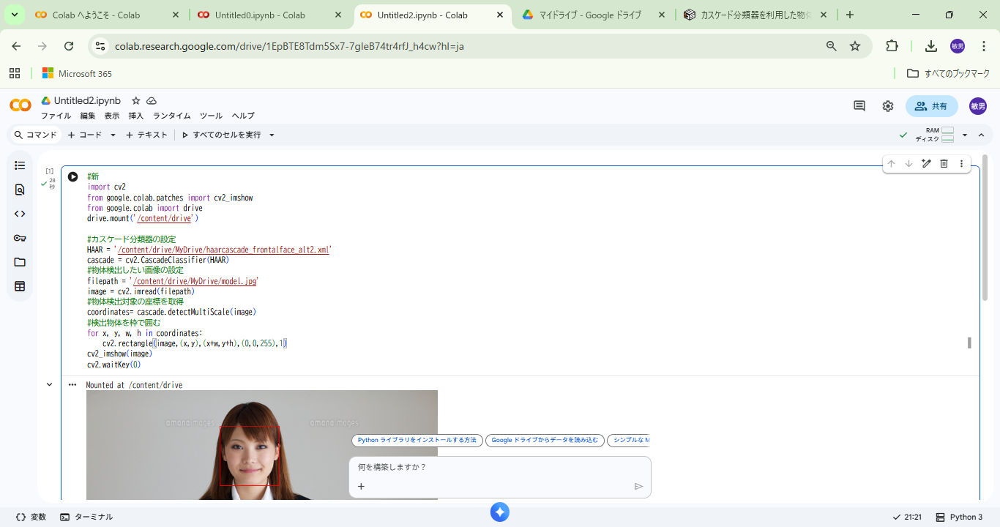 Colab へようこそ - Colab
Untitled0.ipynb - Colab
Untitled2.ipynb - Colab
マイドライブ - Google ドライブ
カスケード分類器を利用した物体
colab.research.google.com/drive/1EpBTE8Tdm5Sx7-7gIeB74tr4rfJ_h4cw?hl=ja
敏男
Microsoft 365
すべてのブックマーク
Untitled2.ipynb
ファイル 編集 表示 挿入 ランタイム ツール ヘルプ
共有
敏男
コマンド + コード + テキスト すべてのセルを実行
RAM
ディスク
[1]
28
秒
#新
import cv2
from google.colab.patches import cv2_imshow
from google.colab import drive
drive.mount('/content/drive')
#カスケード分類器の設定
HAAR = '/content/drive/MyDrive/haarcascade_frontalface_alt2.xml'
cascade = cv2.CascadeClassifier(HAAR)
#物体検出したい画像の設定
filepath = '/content/drive/MyDrive/model.jpg'
image = cv2.imread(filepath)
#物体検出対象の座標を取得
coordinates= cascade.detectMultiScale(image)
#検出物体を枠で囲む
for x, y, w, h in coordinates:
    cv2.rectangle(image,(x,y),(x+w,y+h),(0,0,255),1)
cv2_imshow(image)
cv2.waitKey(0)
Mounted at /content/drive
amanaimages amanaimages
Python ライブラリをインストールする方法
Google ドライブからデータを読み込む
シンプルな M
何を構築しますか？
変数 ターミナル
21:21 Python 3